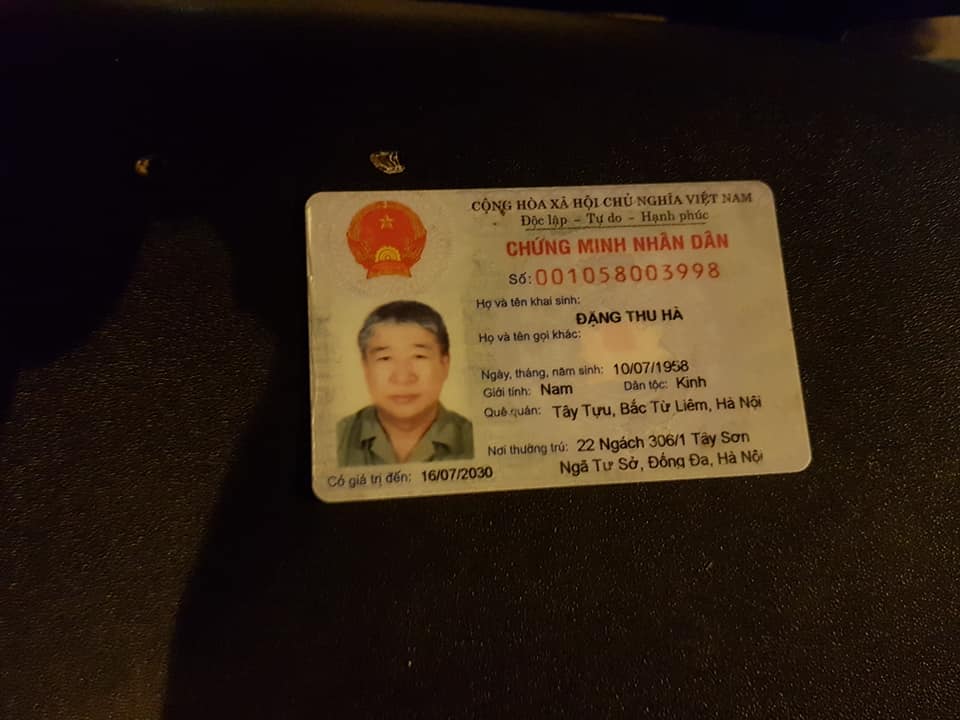 CỘNG HÒA XÃ HỘI CHỦ NGHĨA VIỆT NAM
Độc lập - Tự do - Hạnh phúc
CHỨNG MINH NHÂN DÂN
Số: 001058003998
Họ và tên khai sinh:
ĐẶNG THU HÀ
Họ và tên gọi khác:
Ngày, tháng, năm sinh: 10/07/1958
Giới tính: Nam Dân tộc: Kinh
Quê quán: Tây Tựu, Bắc Từ Liêm, Hà Nội
Nơi thường trú: 22 Ngách 306/1 Tây Sơn
Ngã Tư Sở, Đống Đa, Hà Nội
Có giá trị đến: 16/07/2030